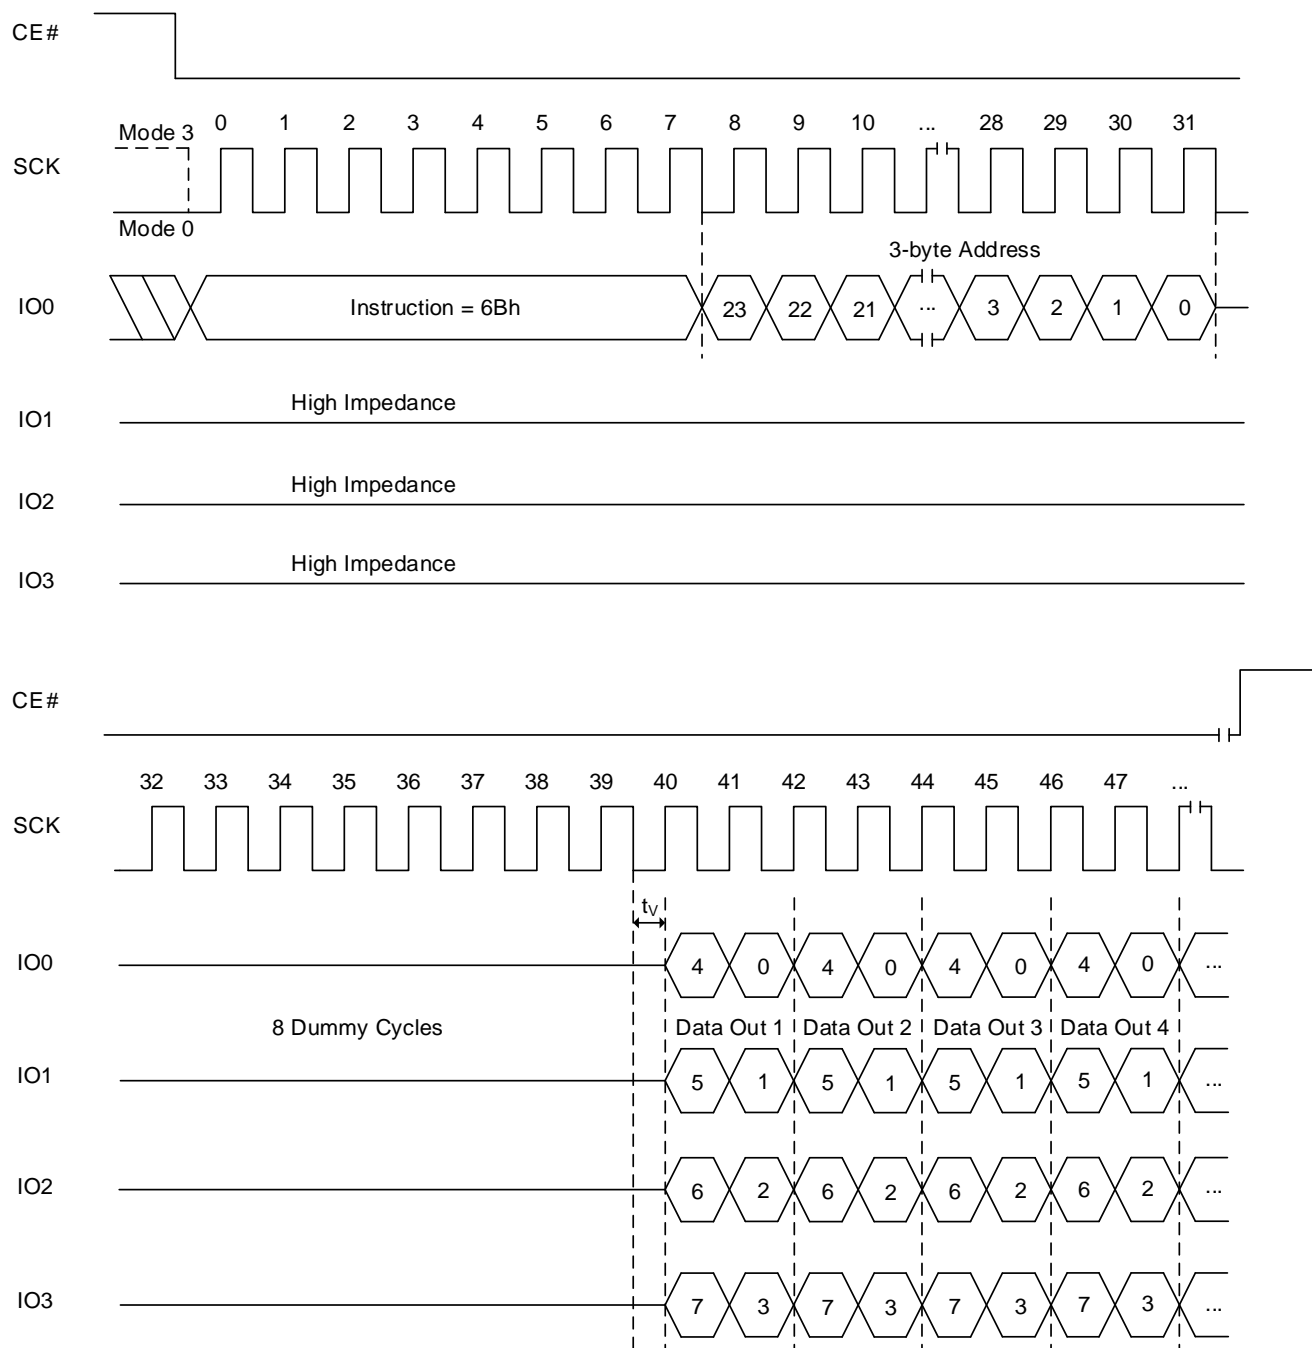 CE#
Mode 3 0 1 2 3 4 5 6 7 8 9 10 ... 28 29 30 31
SCK
Mode 0
3-byte Address
IO0 Instruction = 6Bh 23 22 21 ... 3 2 1 0
High Impedance
IO1
High Impedance
IO2
High Impedance
IO3
CE#
32 33 34 35 36 37 38 39 40 41 42 43 44 45 46 47 ...
SCK
tV
IO0 4 0 4 0 4 0 4 0 ...
8 Dummy Cycles Data Out 1 Data Out 2 Data Out 3 Data Out 4
IO1 5 1 5 1 5 1 5 1 ...
IO2 6 2 6 2 6 2 6 2 ...
IO3 7 3 7 3 7 3 7 3 ...